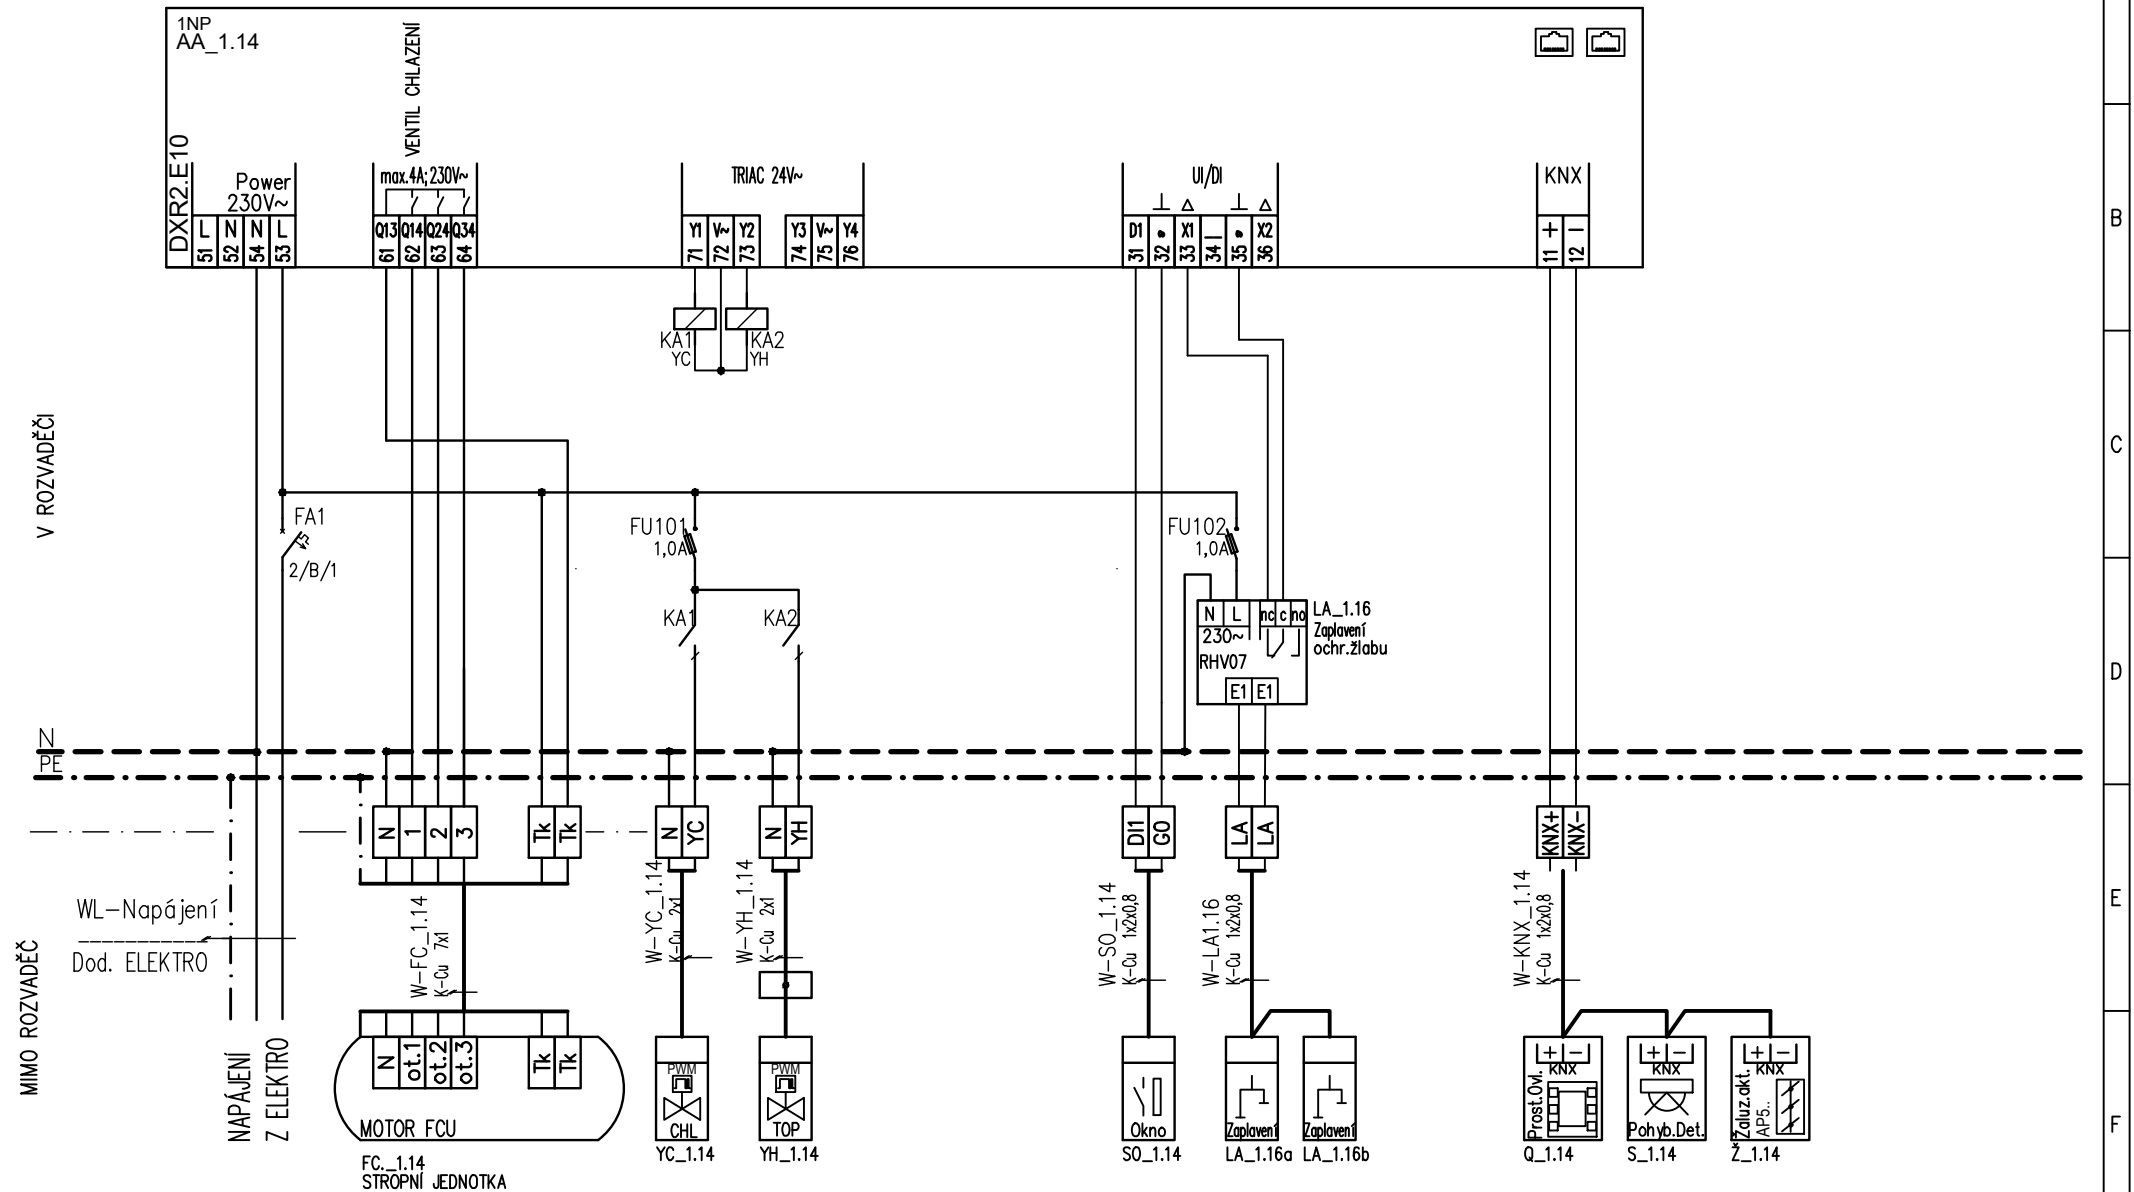 1NP
AA_1.14
VENTIL CHLAZENÍ
DXR2.E10
Power
230V~
max.4A;230V~
TRIAC 24V~
UI/DI
KNX
L N N L
51 52 54 53
Q13 Q14 Q24 Q34
61 62 63 64
Y1 V~ Y2
71 72 73
Y3 V~ Y4
74 75 76
D1 X1 X2
31 32 33 34 35 36
+ −
11 12
B
KA1
YC
KA2
YH
V ROZVADĚČI
C
FA1
2/B/1
FU101
1,0A
FU102
1,0A
KA1
KA2
N L nc c no
230~
RHV07
E1 E1
LA_1.16
Zaplavení
ochr.žlabu
D
N
PE
N 1 2 3
Tk Tk
N YC
N YH
DI1 GO
LA LA
KNX+ KNX−
WL−Napájení
Dod. ELEKTRO
W−FC_1.14
K−Cu 7x1
W−YC_1.14
K−Cu 2x1
W−YH_1.14
K−Cu 2x1
W−SO_1.14
K−Cu 1x2x0,8
W−LA1.16
K−Cu 1x2x0,8
W−KNX_1.14
K−Cu 1x2x0,8
E
MIMO ROZVADĚČ
NAPÁJENÍ
Z ELEKTRO
N ot.1 ot.2 ot.3
Tk Tk
MOTOR FCU
FC._1.14
STROPNÍ JEDNOTKA
PWM
CHL
YC_1.14
PWM
TOP
YH_1.14
Okno
SO_1.14
Zaplavení
LA_1.16a
Zaplavení
LA_1.16b
+ −
KNX
Prost.Ovl.
Q_1.14
+ −
KNX
Pohyb.Det.
S_1.14
+ −
KNX
Žaluz.akt.
AP5..
Ž_1.14
F